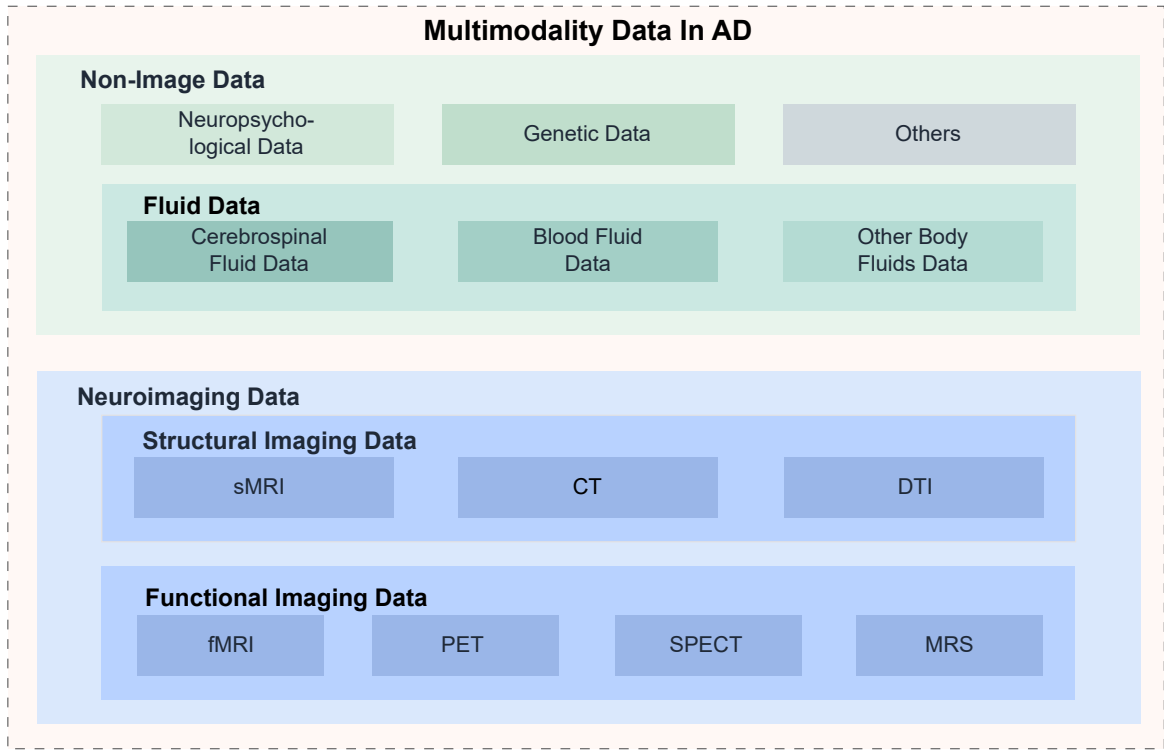 Multimodality Data In AD
Non-Image Data
Neuropsycho-
logical Data
Genetic Data
Others
Fluid Data
Cerebrospinal
Fluid Data
Blood Fluid
Data
Other Body
Fluids Data
Neuroimaging Data
Structural Imaging Data
sMRI
CT
DTI
Functional Imaging Data
fMRI
PET
SPECT
MRS